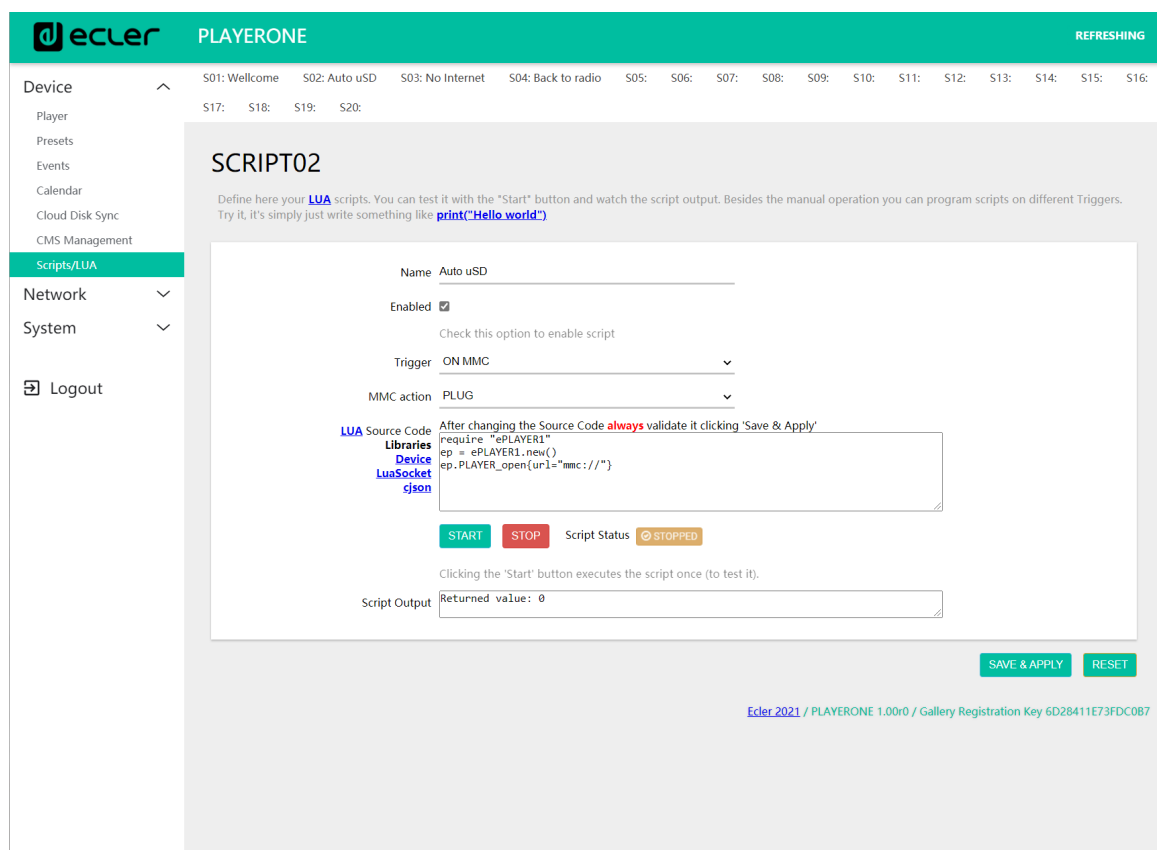 ecler
PLAYERONE
REFRESHING
Device
Player
Presets
Events
Calendar
Cloud Disk Sync
CMS Management
Scripts/LUA
Network
System
Logout
S01: Wellcome S02: Auto uSD S03: No Internet S04: Back to radio S05: S06: S07: S08: S09: S10: S11: S12: S13: S14: S15: S16:
S17: S18: S19: S20:
SCRIPT02
Define here your LUA scripts. You can test it with the "Start" button and watch the script output. Besides the manual operation you can program scripts on different Triggers.
Try it, it's simply just write something like print("Hello world")
Name Auto uSD
Enabled
Check this option to enable script
Trigger ON MMC
MMC action PLUG
LUA Source Code
Libraries
Device
LuaSocket
cjson
After changing the Source Code always validate it clicking 'Save & Apply'
require "ePLAYER1"
ep = ePLAYER1.new()
ep.PLAYER_open{url="mmc://"}
START STOP Script Status STOPPED
Clicking the 'Start' button executes the script once (to test it).
Script Output Returned value: 0
SAVE & APPLY RESET
Ecler 2021 / PLAYERONE 1.00r0 / Gallery Registration Key 6D28411E73FDC0B7